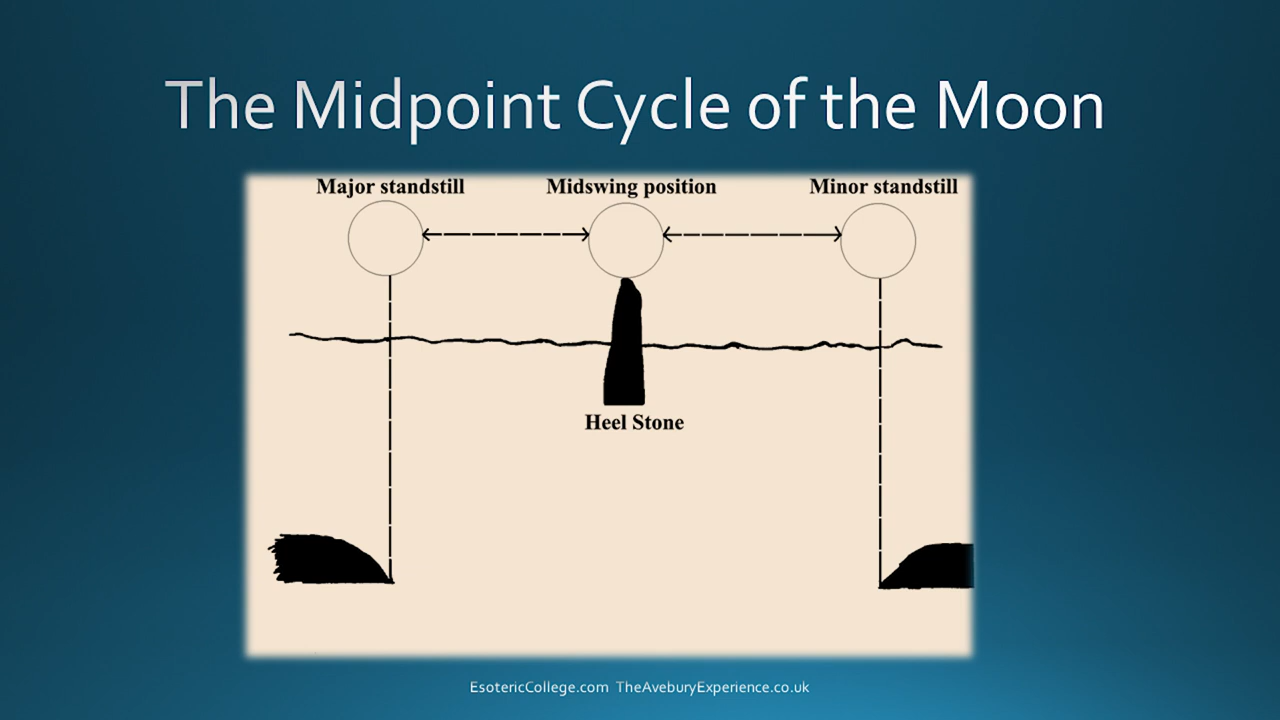 The Midpoint Cycle of the Moon
Major standstill
Midswing position
Minor standstill
Heel Stone
EsotericCollege.com TheAveburyExperience.co.uk